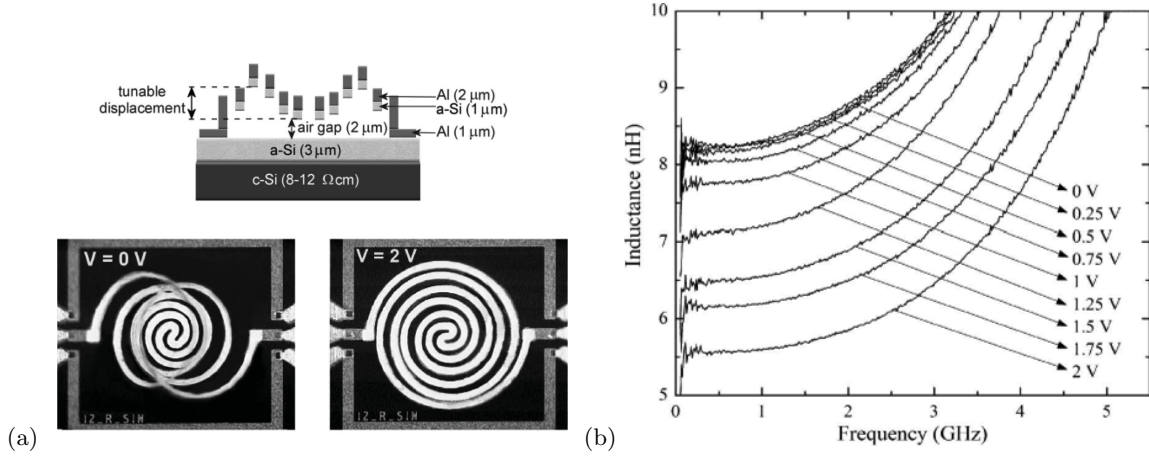 tunable
displacement
Al (2 μm)
a-Si (1 μm)
air gap (2 μm)
Al (1 μm)
a-Si (3 μm)
c-Si (8-12 Ωcm)
V = 0 V
12_R_SIM
V = 2 V
12_R_SIM
(a)
10
9
8
7
6
5
Inductance (nH)
0 V
0.25 V
0.5 V
0.75 V
1 V
1.25 V
1.5 V
1.75 V
2 V
0 1 2 3 4 5
Frequency (GHz)
(b)